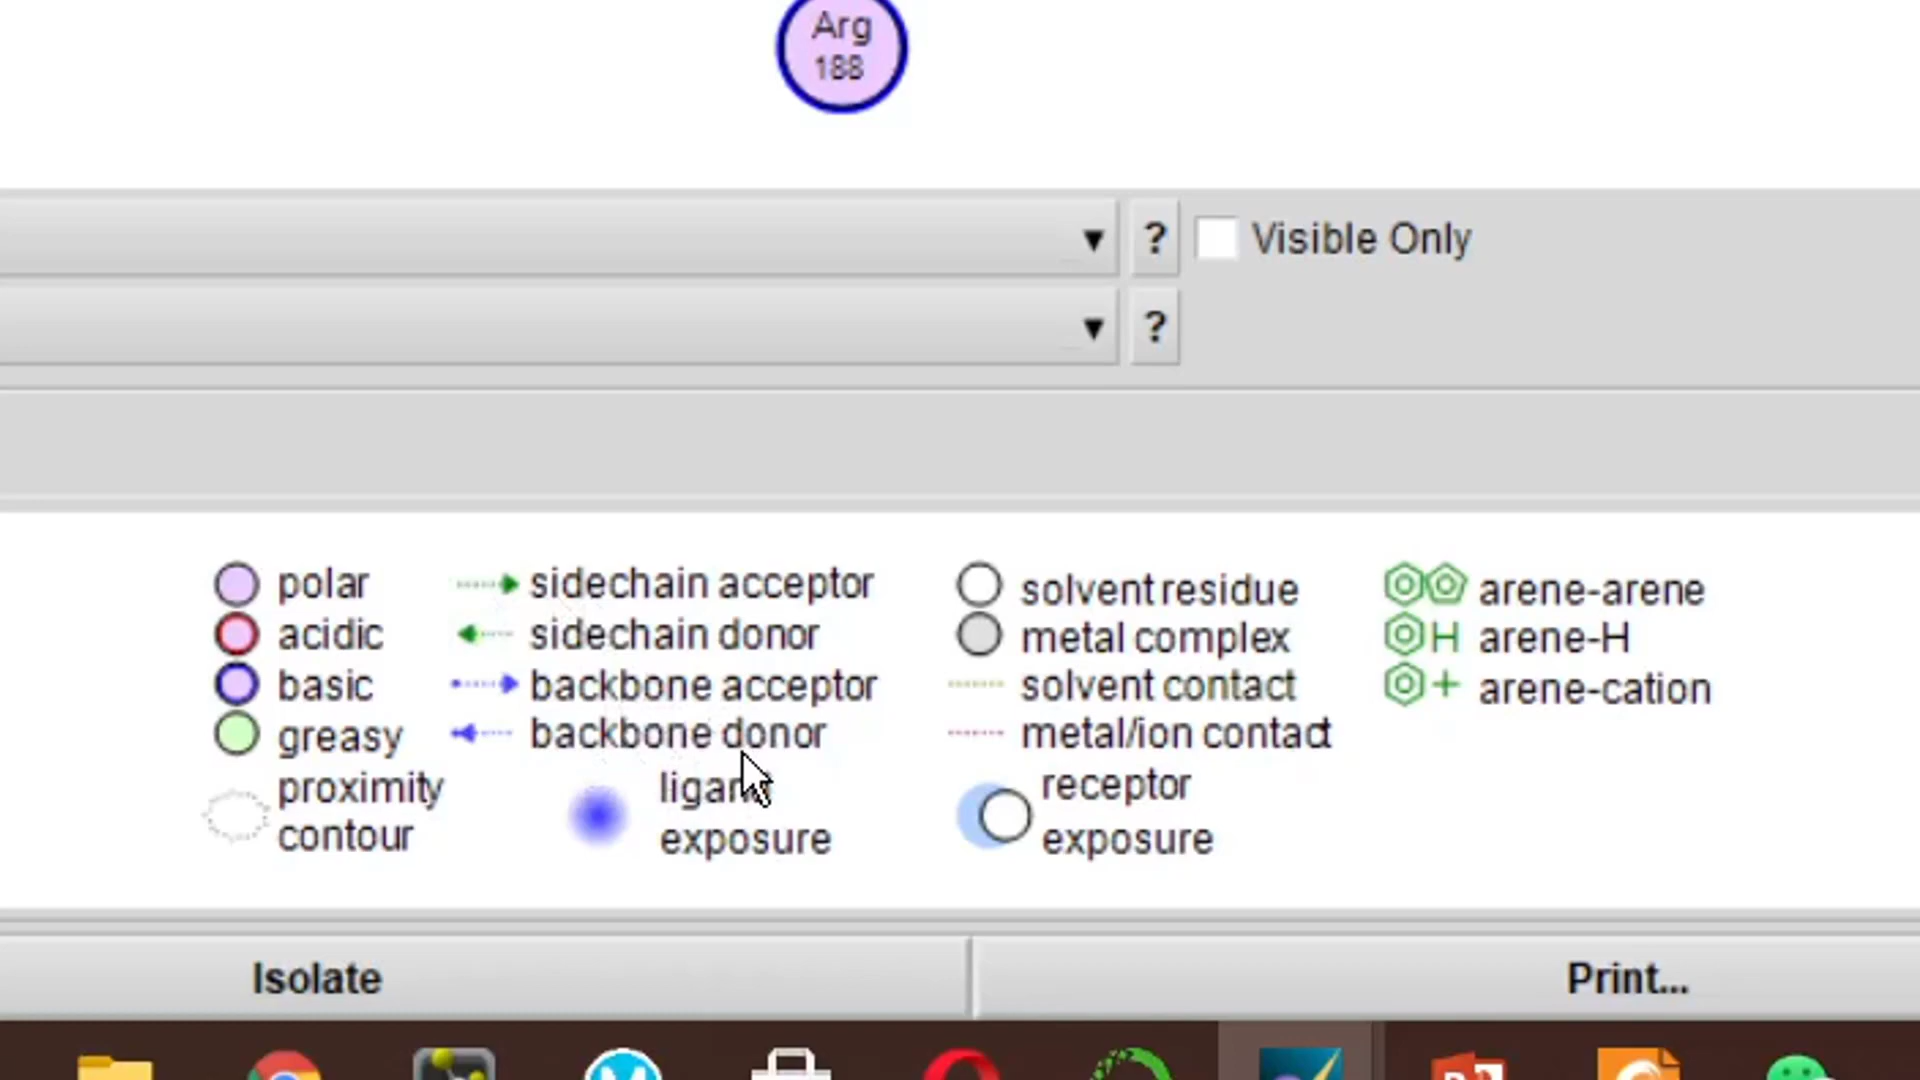 Arg
188
? Visible Only
?
polar
sidechain acceptor
solvent residue
arene-arene
acidic
sidechain donor
metal complex
H arene-H
basic
backbone acceptor
solvent contact
+ arene-cation
greasy
backbone donor
metal/ion contact
proximity
contour
ligand
exposure
receptor
exposure
Isolate
Print...